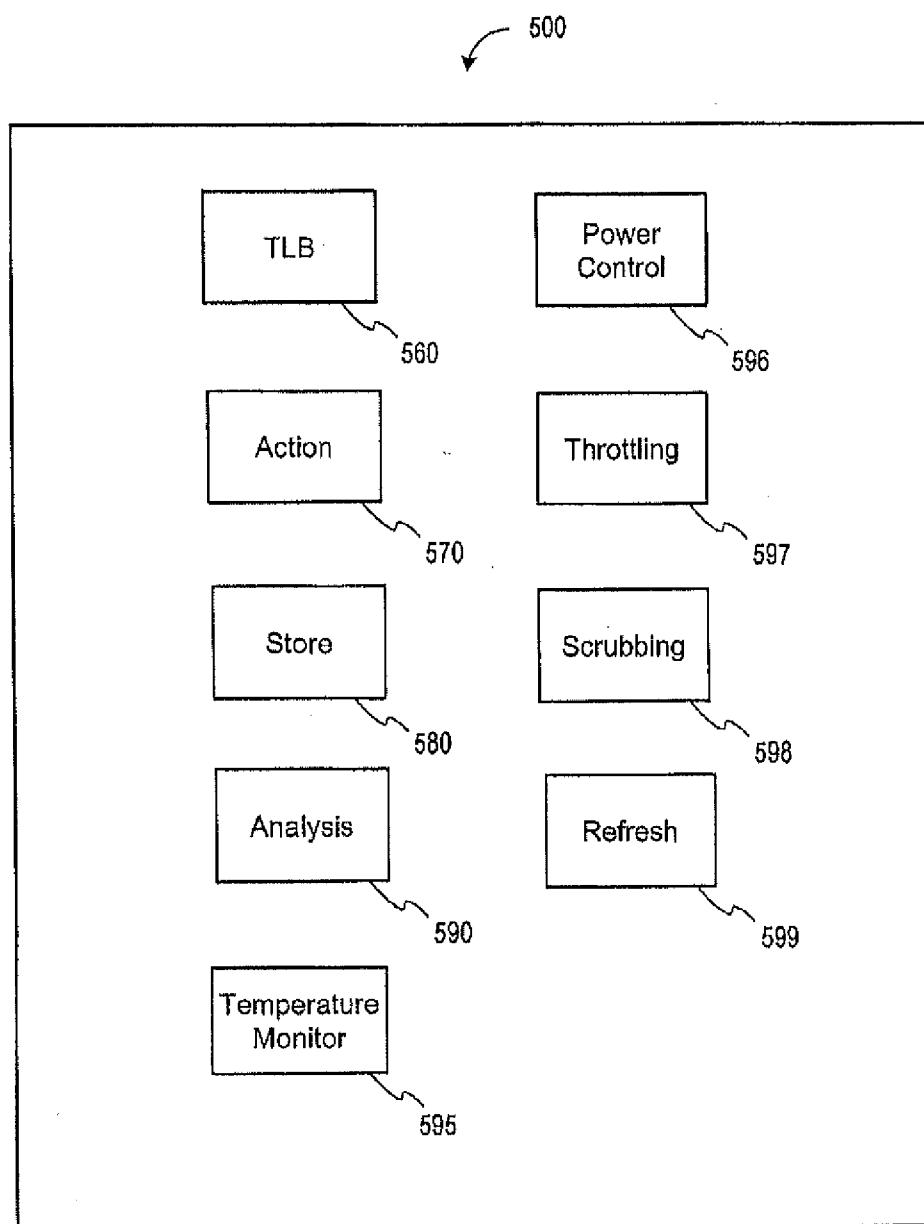 500
TLB
560
Power
Control
596
Action
570
Throttling
597
Store
580
Scrubbing
598
Analysis
590
Refresh
599
Temperature
Monitor
595